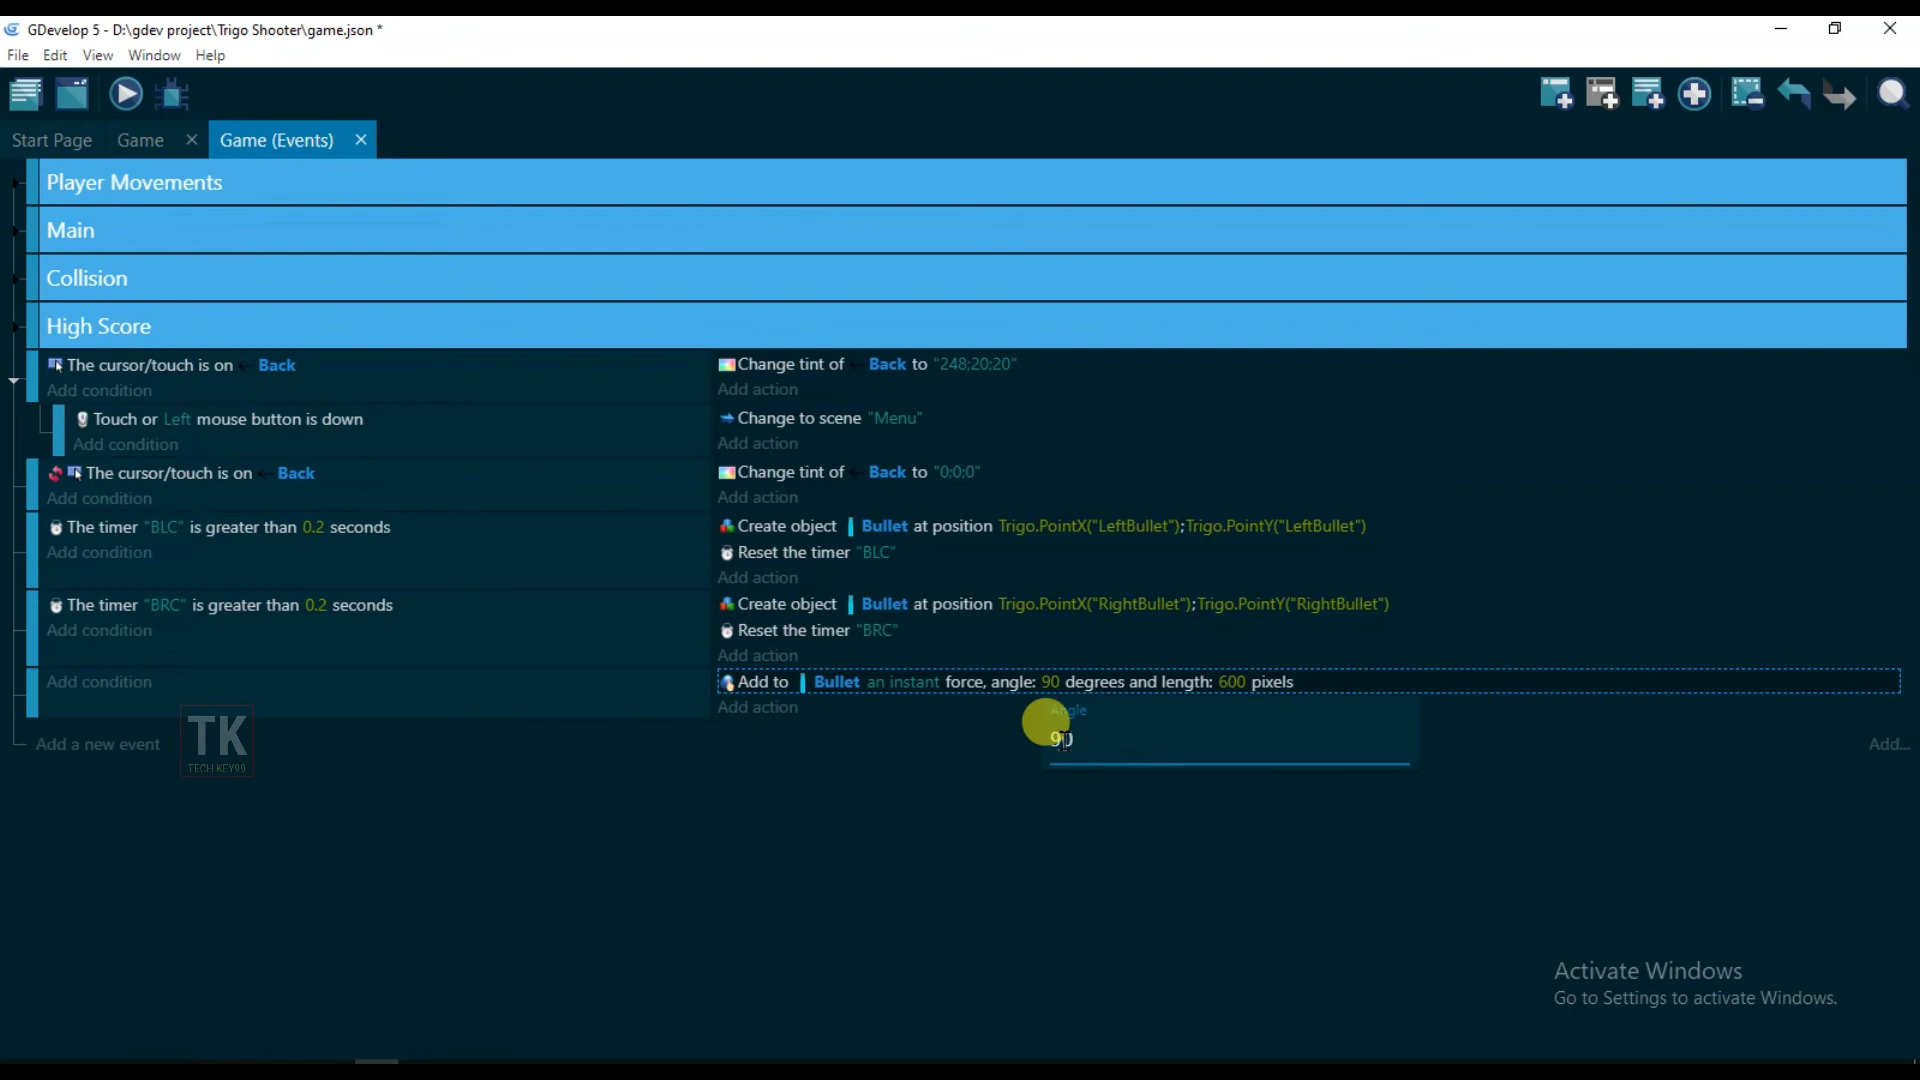 GDevelop 5 - D:\gdev project\Trigo Shooter\game.json *
File Edit View Window Help
Start Page Game Game (Events)
Player Movements
Main
Collision
High Score
The cursor/touch is on Back
Change tint of Back to "248;20;20"
Add condition
Add action
Touch or Left mouse button is down
Change to scene "Menu"
Add condition
Add action
The cursor/touch is on Back
Change tint of Back to "0;0;0"
Add condition
Add action
The timer "BLC" is greater than 0.2 seconds
Create object Bullet at position Trigo.PointX("LeftBullet");Trigo.PointY("LeftBullet")
Add condition
Reset the timer "BLC"
Add action
The timer "BRC" is greater than 0.2 seconds
Create object Bullet at position Trigo.PointX("RightBullet");Trigo.PointY("RightBullet")
Add condition
Reset the timer "BRC"
Add action
Add condition
Add to Bullet an instant force, angle: 90 degrees and length: 600 pixels
Add action
Angle
90
Add a new event
Add...
TK
TECH KEY99
Activate Windows
Go to Settings to activate Windows.